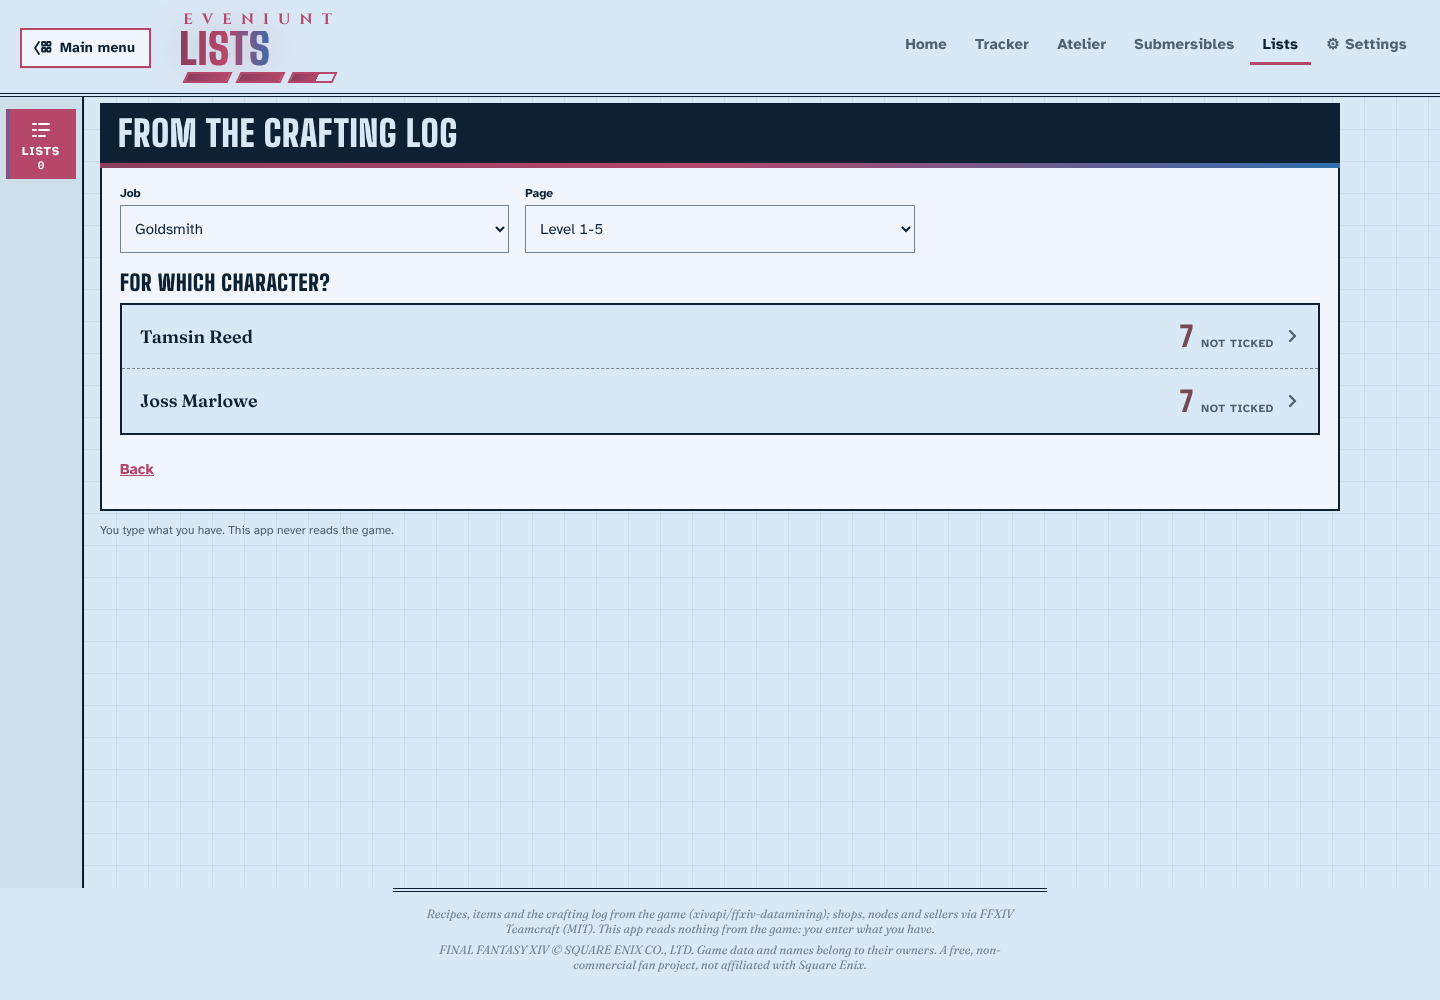 Main menu
EVENIUNT
LISTS
Home
Tracker
Atelier
Submersibles
Lists
⚙ Settings
LISTS
0
FROM THE CRAFTING LOG
Job
Page
Goldsmith
Level 1-5
FOR WHICH CHARACTER?
Tamsin Reed
7 NOT TICKED
Joss Marlowe
7 NOT TICKED
Back
You type what you have. This app never reads the game.
Recipes, items and the crafting log from the game (xivapi/ffxiv-datamining); shops, nodes and sellers via FFXIV
Teamcraft (MIT). This app reads nothing from the game: you enter what you have.
FINAL FANTASY XIV © SQUARE ENIX CO., LTD. Game data and names belong to their owners. A free, non-
commercial fan project, not affiliated with Square Enix.